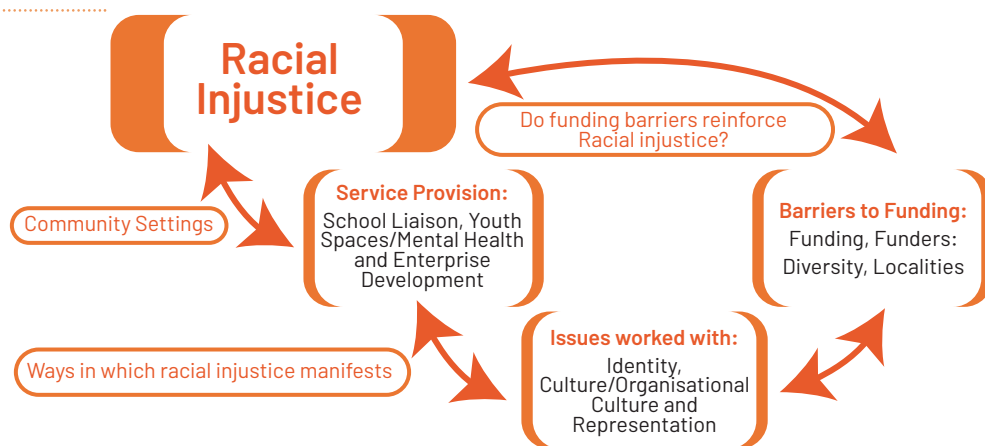 Racial
Injustice
Do funding barriers reinforce
Racial injustice?
Community Settings
Service Provision:
School Liaison, Youth
Spaces/Mental Health
and Enterprise
Development
Barriers to Funding:
Funding, Funders:
Diversity, Localities
Ways in which racial injustice manifests
Issues worked with:
Identity,
Culture/Organisational
Culture and
Representation